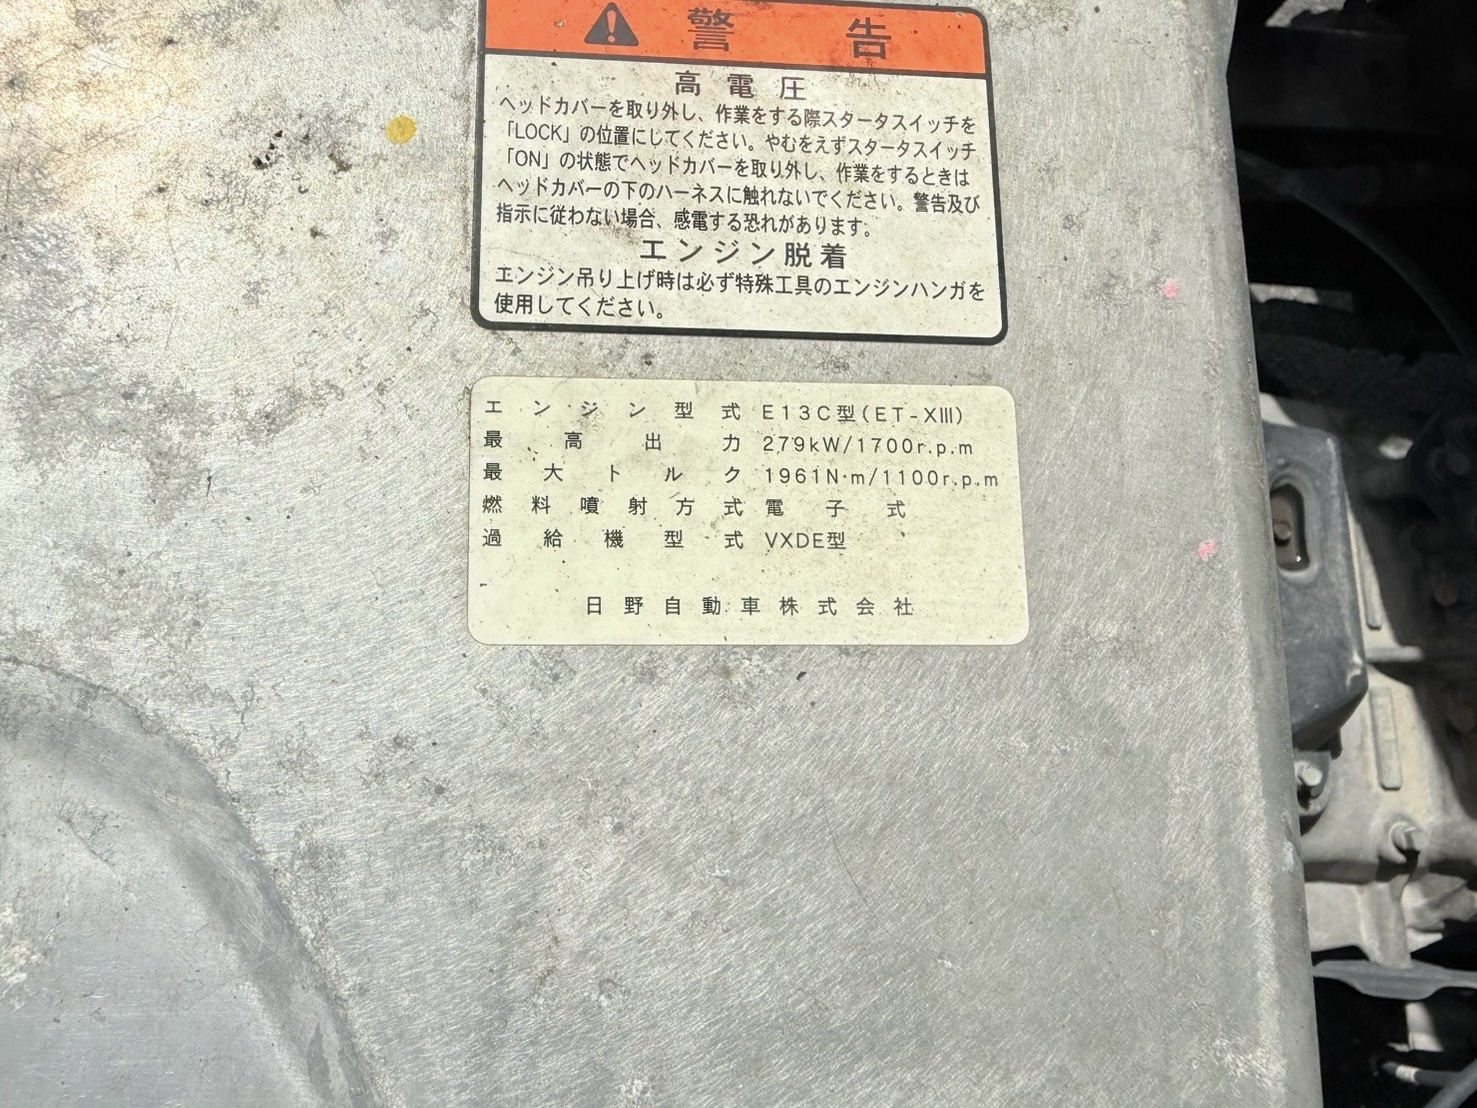 警告
高電圧
ヘッドカバーを取り外し、作業をする際スタータスイッチを
「LOCK」の位置にしてください。やむをえずスタータスイッチ
「ON」の状態でヘッドカバーを取り外し、作業をするときは
ヘッドカバーの下のハーネスに触れないでください。警告及び
指示に従わない場合、感電する恐れがあります。
エンジン脱着
エンジン吊り上げ時は必ず特殊工具のエンジンハンガを
使用してください。
エンジン型式 E13C型(ET-XIII)
最高出力 279kW/1700r.p.m
最大トルク 1961N·m/1100r.p.m
燃料噴射方式 電子式
過給機型式 VXDE型
日野自動車株式会社